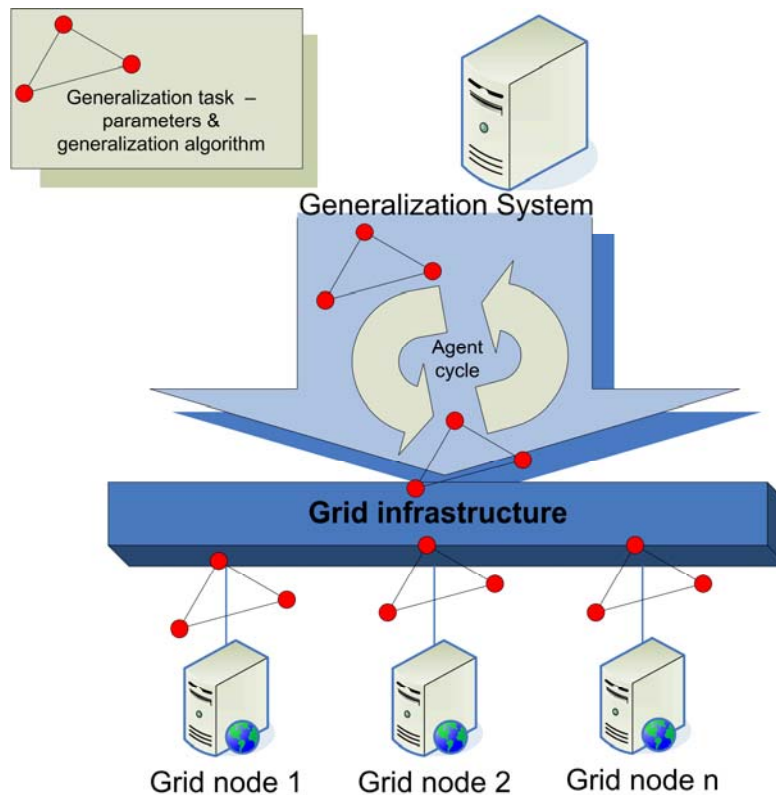 Generalization task –
parameters &
generalization algorithm
Generalization System
Agent
cycle
Grid infrastructure
Grid node 1
Grid node 2
Grid node n